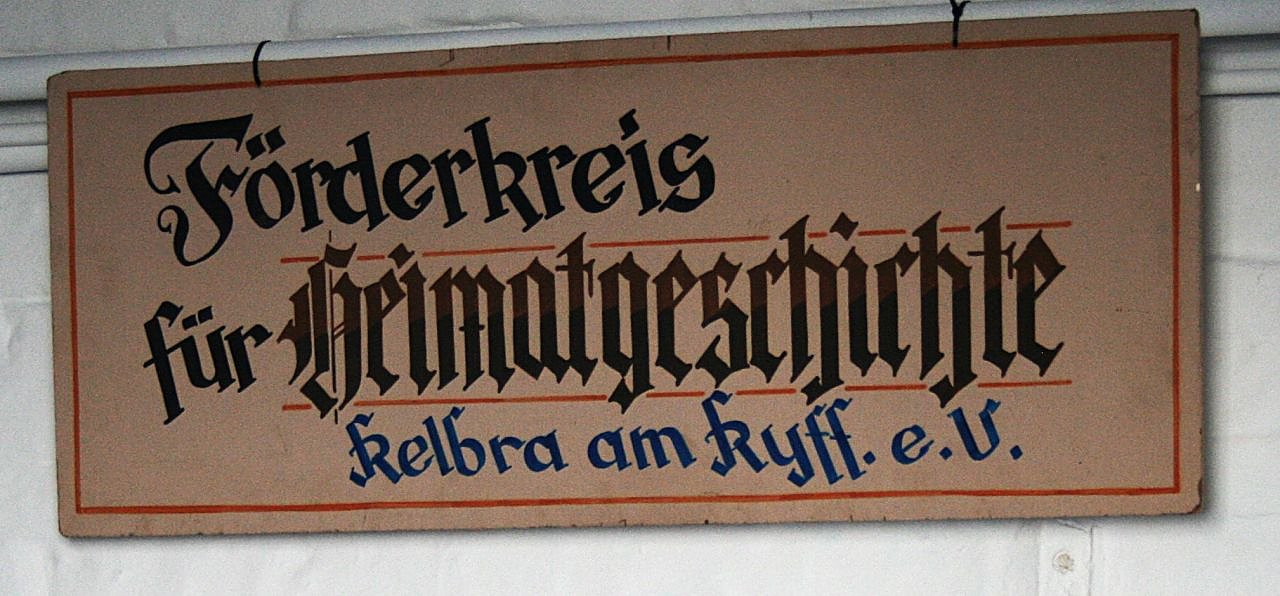 Förderkreis
für Heimatgeschichte
Kelbra am Kyff. e.V.